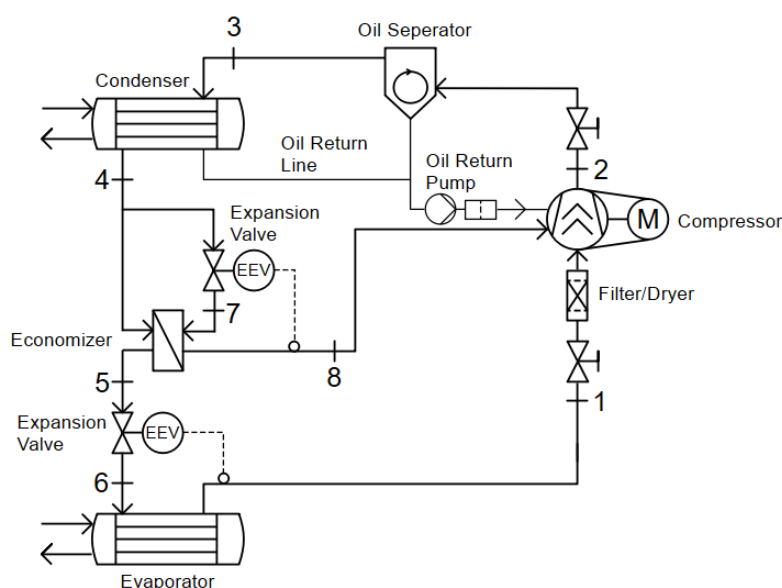 3
Oil Seperator
Condenser
Oil Return
Line
Oil Return
Pump
2
4
M
Compressor
Expansion
Valve
EEV
7
Filter/Dryer
Economizer
8
5
1
Expansion
Valve
EEV
6
Evaporator